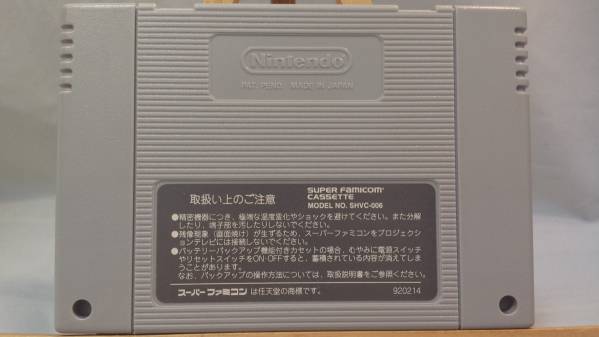 Nintendo
PAT. PEND. MADE IN JAPAN
取扱い上のご注意
SUPER FAMICOM
CASSETTE
MODEL NO. SHVC-006
●精密機器につき、極端な温度変化やショックを避けてください。また分解
したり、端子部を汚したりしないでください。
●残像現象（画面焼け）が生ずるため、スーパーファミコンをプロジェクシ
ョンテレビには接続しないでください。
●バッテリーバックアップ機能付きカセットの場合、むやみに電源スイッチ
やリセットスイッチをON-OFFすると、蓄積されている内容が消えてしま
うことがあります。
なお、バックアップの操作方法については、取扱説明書をご参照ください。
スーパーファミコンは任天堂の商標です。 920214